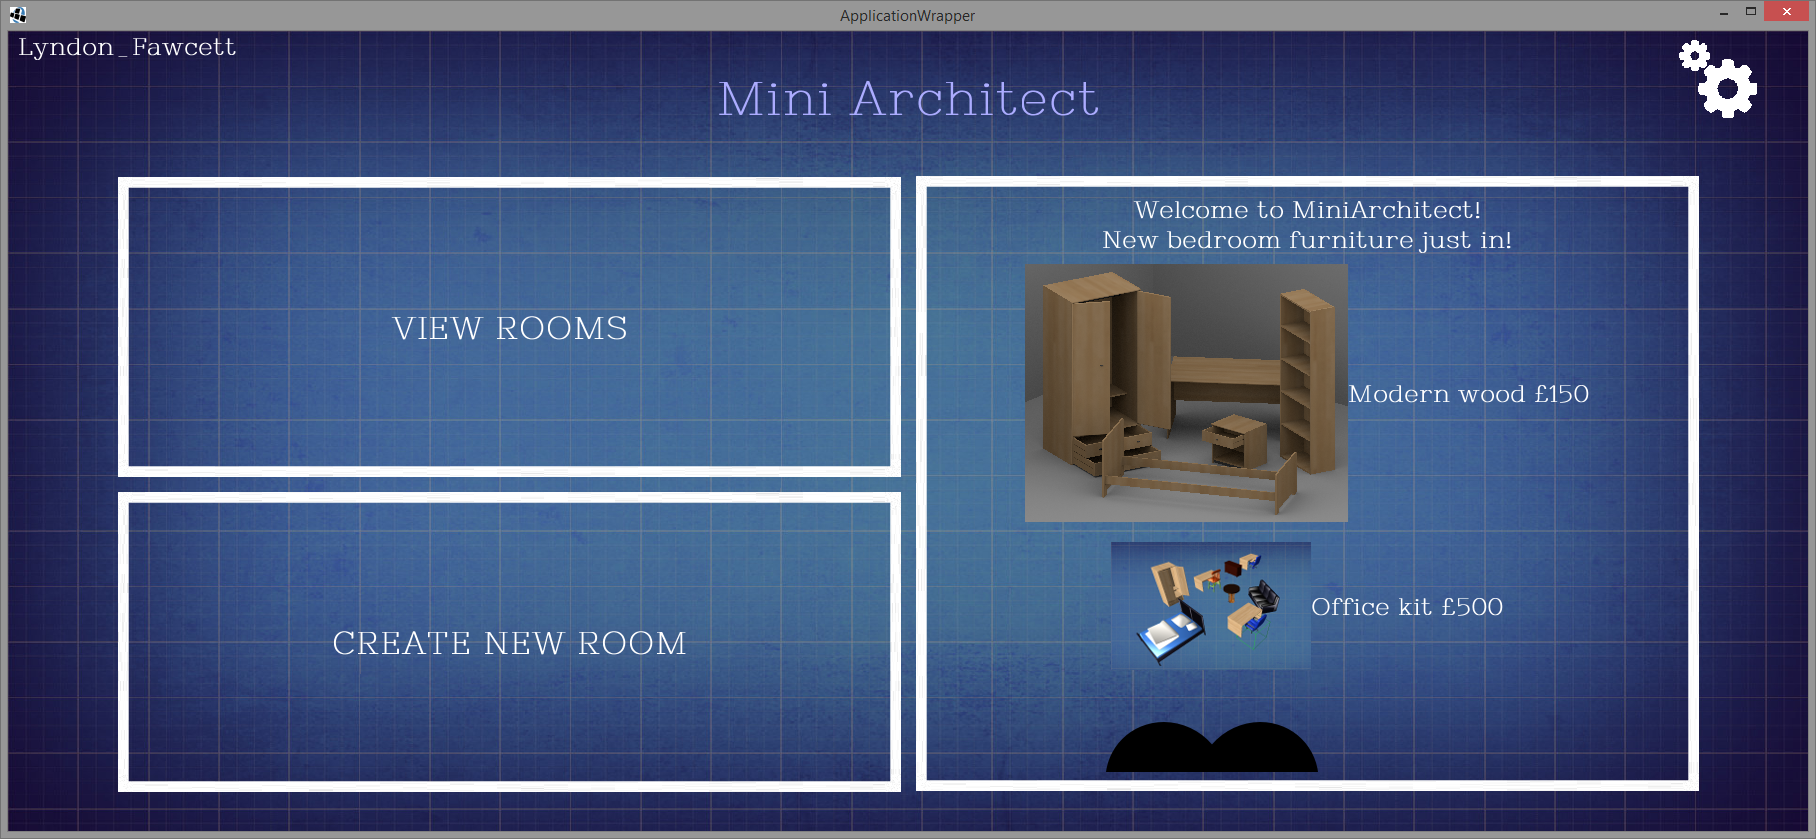 ApplicationWrapper
Lyndon_Fawcett
Mini Architect
VIEW ROOMS
CREATE NEW ROOM
Welcome to MiniArchitect!
New bedroom furniture just in!
Modern wood £150
Office kit £500